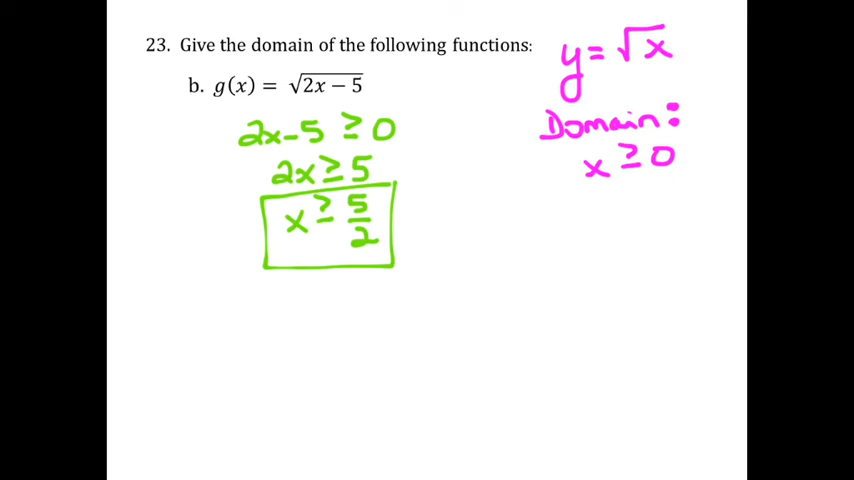 23. Give the domain of the following functions:
b. g(x) = √(2x − 5)
2x-5 ≥ 0
2x ≥ 5
x ≥ 5/2
y = √x
Domain:
x ≥ 0